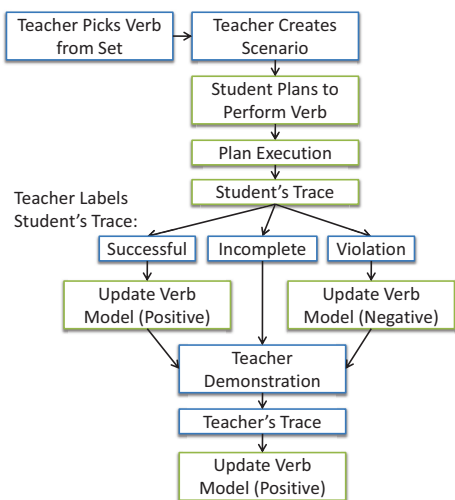 Teacher Picks Verb
from Set
Teacher Creates
Scenario
Student Plans to
Perform Verb
Plan Execution
Student's Trace
Teacher Labels
Student's Trace:
Successful
Incomplete
Violation
Update Verb
Model (Positive)
Update Verb
Model (Negative)
Teacher
Demonstration
Teacher's Trace
Update Verb
Model (Positive)